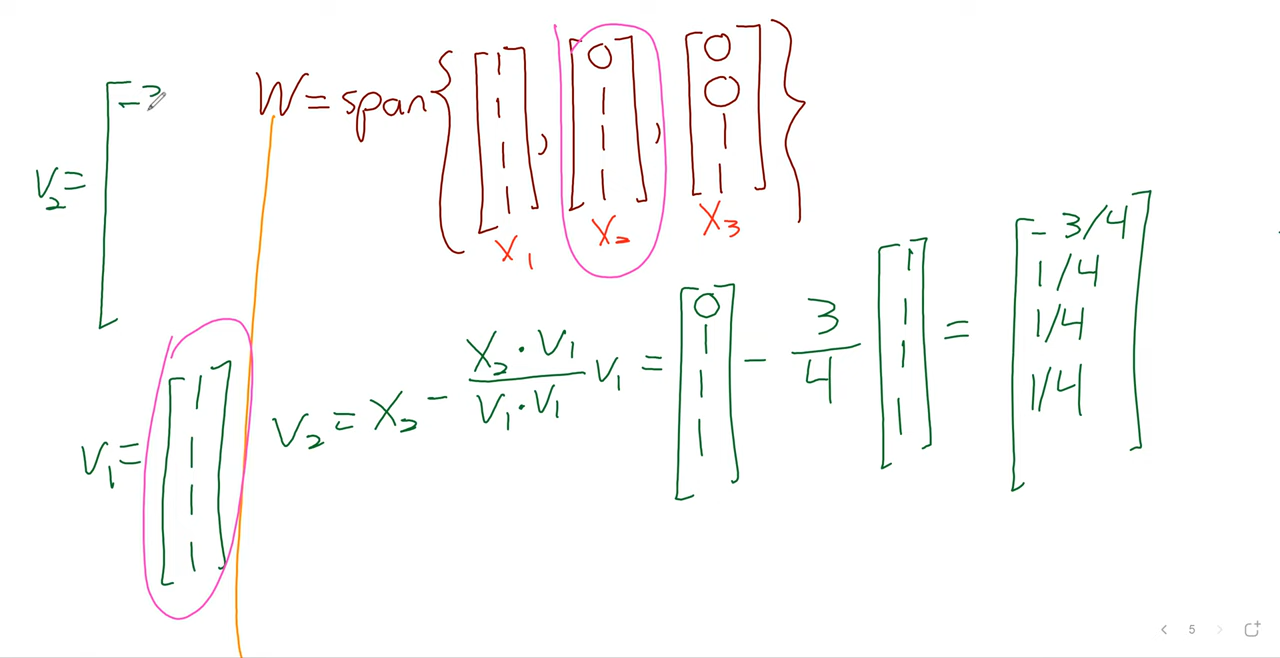 W = span { [1 1 1 1], [0 1 1 1], [0 0 1 1] }
x₁ x₂ x₃
v₂ = [-3
v₁ = [1 1 1 1]
v₂ = x₂ - (x₂ · v₁)/(v₁ · v₁) v₁ = [0 1 1 1] - 3/4 [1 1 1 1] = [-3/4 1/4 1/4 1/4]
5